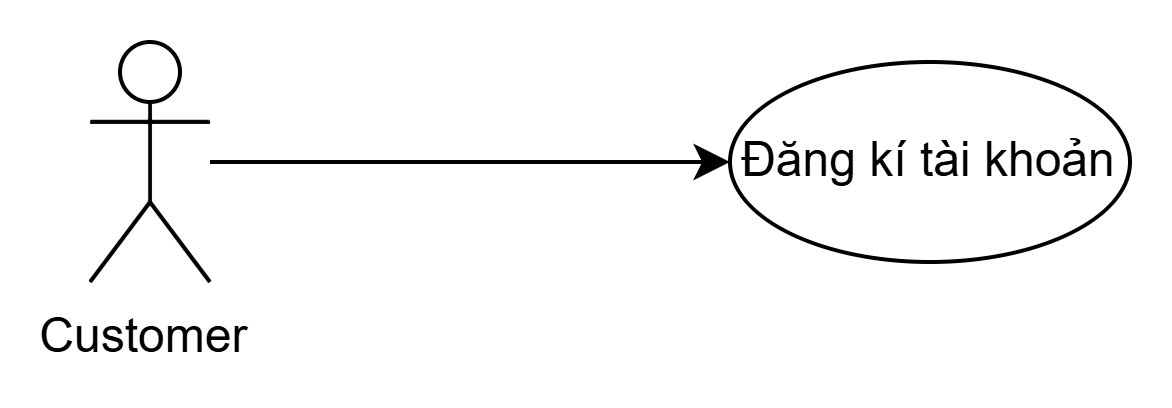 Đăng kí tài khoản
Customer